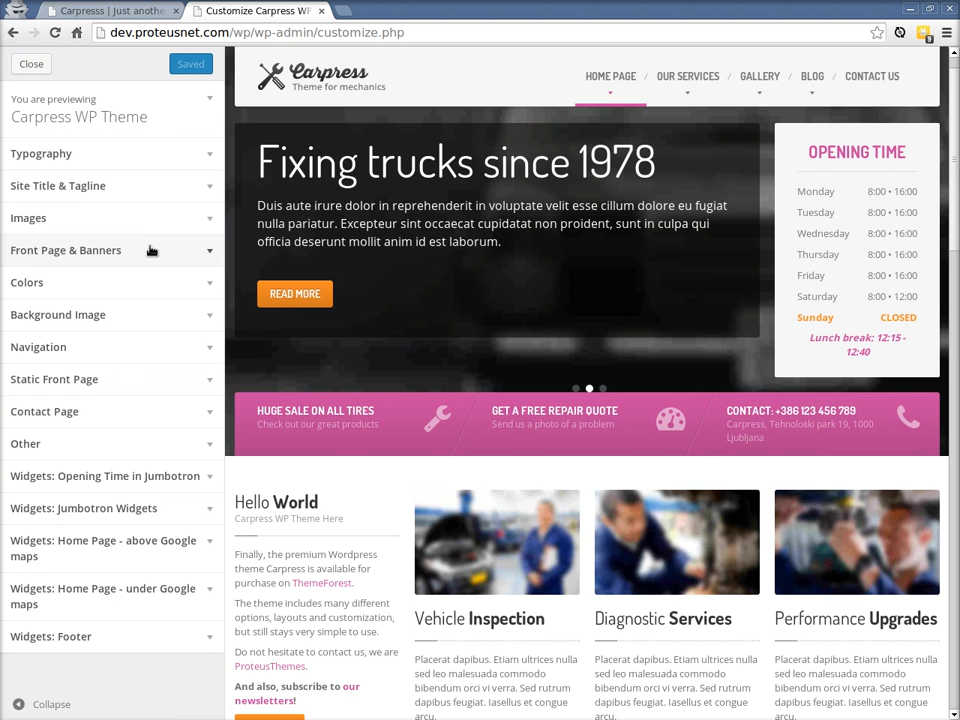 Carpresss | Just anothe
Customize Carpress WP
dev.proteusnet.com/wp/wp-admin/customize.php
9
Close
Saved
You are previewing
Carpress WP Theme
Typography
Site Title & Tagline
Images
Front Page & Banners
Colors
Background Image
Navigation
Static Front Page
Contact Page
Other
Widgets: Opening Time in Jumbotron
Widgets: Jumbotron Widgets
Widgets: Home Page - above Google
maps
Widgets: Home Page - under Google
maps
Widgets: Footer
Collapse
Carpress
Theme for mechanics
HOME PAGE / OUR SERVICES / GALLERY / BLOG / CONTACT US
Fixing trucks since 1978
Duis aute irure dolor in reprehenderit in voluptate velit esse cillum dolore eu fugiat
nulla pariatur. Excepteur sint occaecat cupidatat non proident, sunt in culpa qui
officia deserunt mollit anim id est laborum.
READ MORE
OPENING TIME
Monday 8:00 • 16:00
Tuesday 8:00 • 16:00
Wednesday 8:00 • 16:00
Thursday 8:00 • 16:00
Friday 8:00 • 16:00
Saturday 8:00 • 12:00
Sunday CLOSED
Lunch break: 12:15 -
12:40
HUGE SALE ON ALL TIRES
Check out our great products
GET A FREE REPAIR QUOTE
Send us a photo of a problem
CONTACT: +386 123 456 789
Carpress, Tehnološki park 19, 1000
Ljubljana
Hello World
Carpress WP Theme Here
Finally, the premium Wordpress
theme Carpress is available for
purchase on ThemeForest.
The theme includes many different
options, layouts and customization,
but still stays very simple to use.
Do not hesitate to contact us, we are
ProteusThemes.
And also, subscribe to our
newsletters!
Vehicle Inspection
Placerat dapibus. Etiam ultrices nulla
sed leo malesuada commodo
bibendum orci vi verra. Sed rutrum
dapibus feugiat. Aliquam et congue
arcu.
Diagnostic Services
Placerat dapibus. Etiam ultrices nulla
sed leo malesuada commodo
bibendum orci vi verra. Sed rutrum
dapibus feugiat. Iaecus et congue
arcu.
Performance Upgrades
Placerat dapibus. Etiam ultrices nulla
sed leo malesuada commodo
bibendum orci vi verra. Sed rutrum
dapibus feugiat. Iaecus et congue
arcu.